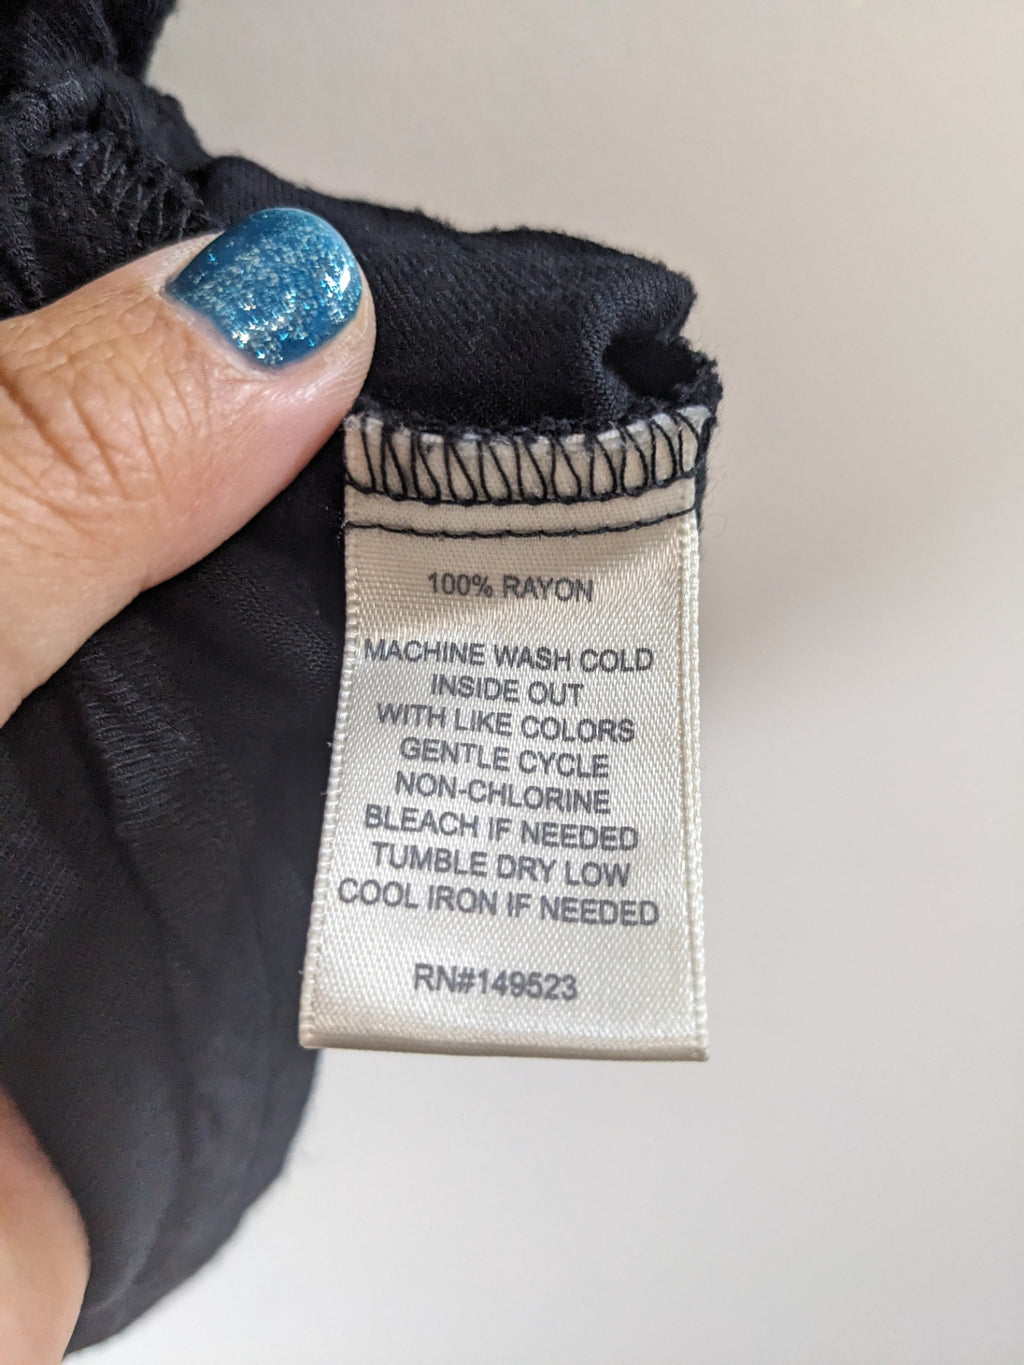 100% RAYON
MACHINE WASH COLD
INSIDE OUT
WITH LIKE COLORS
GENTLE CYCLE
NON-CHLORINE
BLEACH IF NEEDED
TUMBLE DRY LOW
COOL IRON IF NEEDED
RN#149523